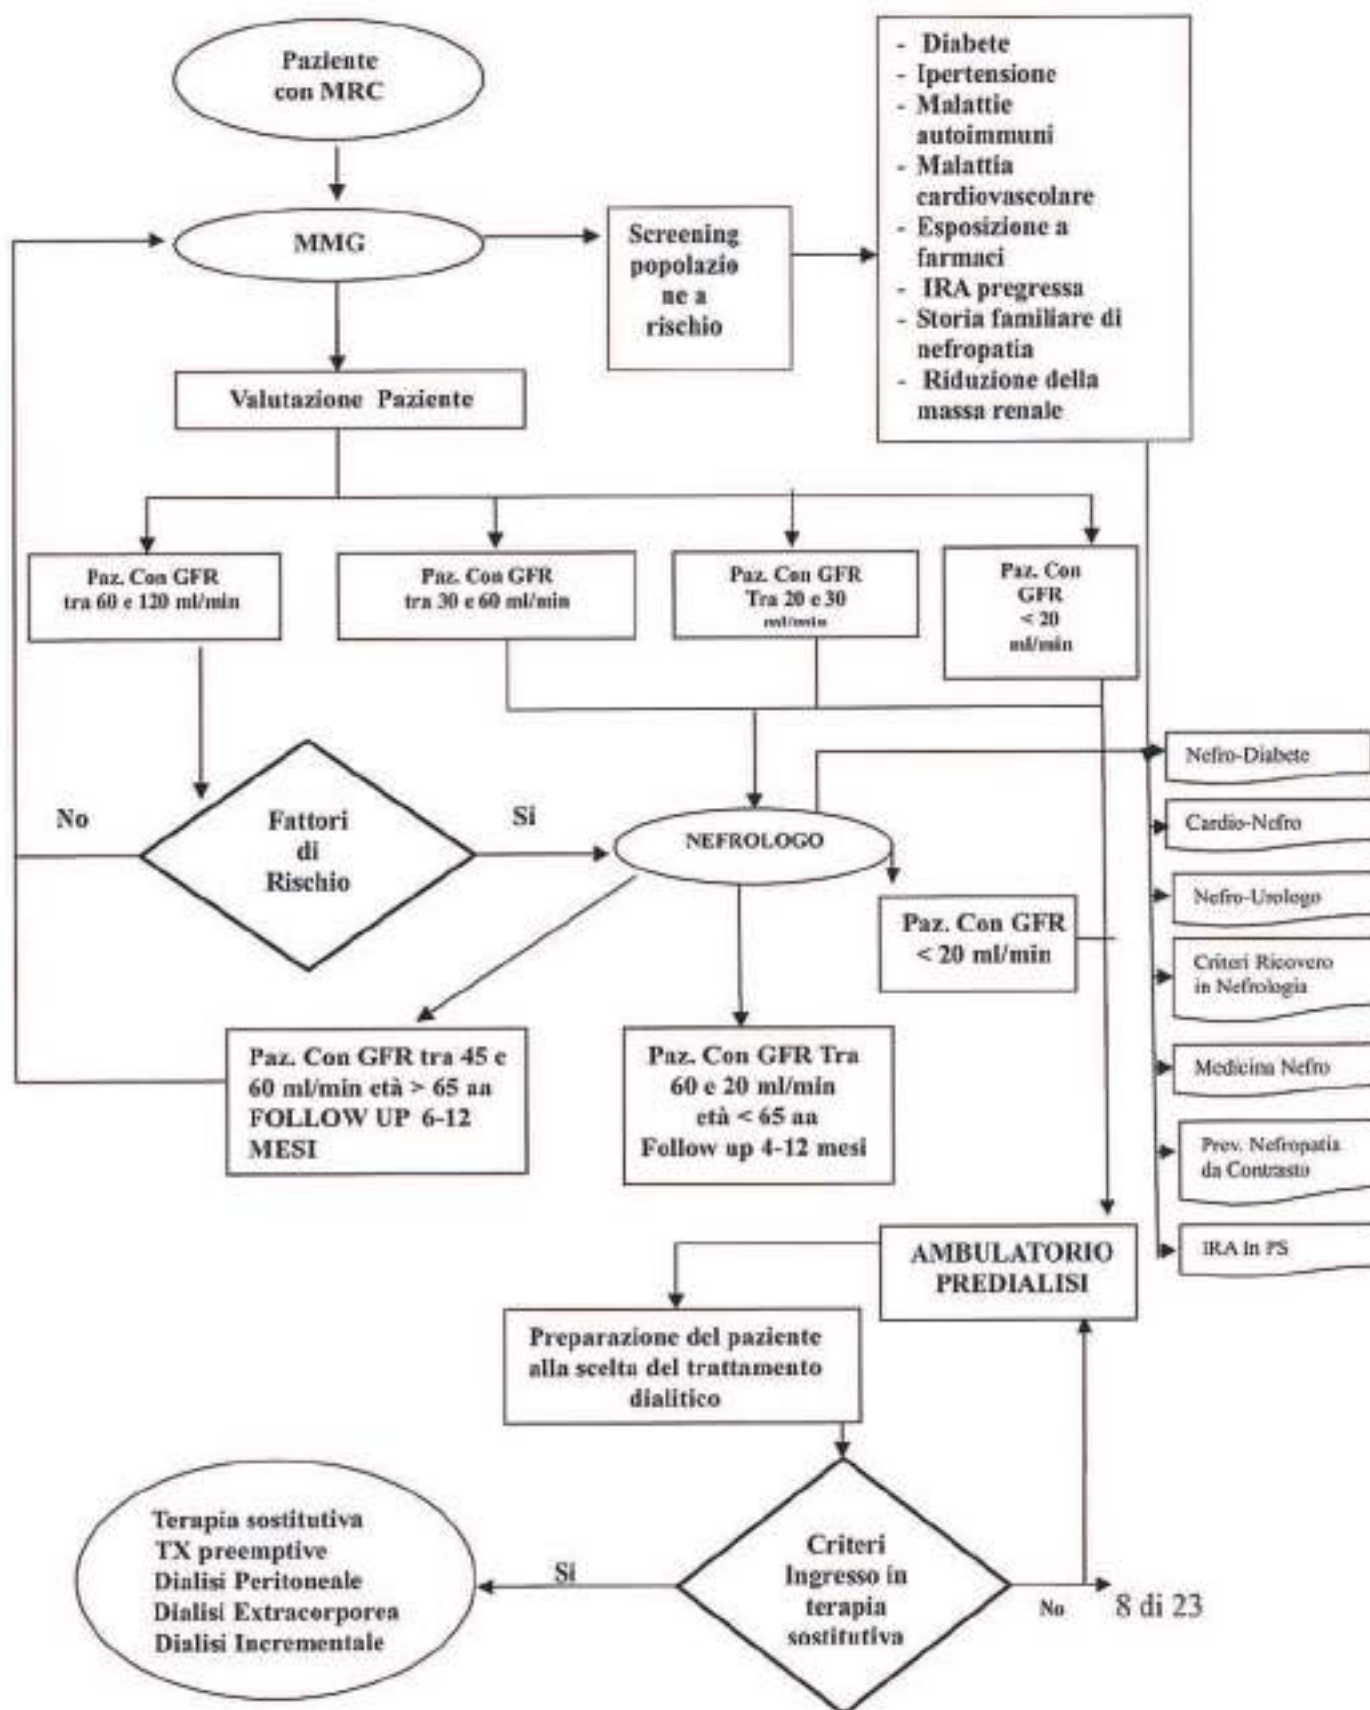 Paziente
con MRC
- Diabete
- Ipertensione
- Malattie
autoimmuni
- Malattia
cardiovascolare
- Esposizione a
farmaci
- IRA pregressa
- Storia familiare di
nefropatia
- Riduzione della
massa renale
MMG
Screening
popolazio
ne a
rischio
Valutazione Paziente
Paz. Con GFR
tra 60 e 120 ml/min
Paz. Con GFR
tra 30 e 60 ml/min
Paz. Con GFR
Tra 20 e 30
ml/min
Paz. Con
GFR
< 20
ml/min
No
Fattori
di
Rischio
Si
NEFROLOGO
Nefro-Diabete
Cardio-Nefro
Nefro-Urologo
Criteri Ricovero
in Nefrologia
Medicina Nefro
Prev. Nefropatia
da Contrasto
IRA In PS
Paz. Con GFR
< 20 ml/min
Paz. Con GFR tra 45 e
60 ml/min età > 65 aa
FOLLOW UP 6-12
MESI
Paz. Con GFR Tra
60 e 20 ml/min
età < 65 aa
Follow up 4-12 mesi
AMBULATORIO
PREDIALISI
Preparazione del paziente
alla scelta del trattamento
dialitico
Criteri
Ingresso in
terapia
sostitutiva
Si
No
8 di 23
Terapia sostitutiva
TX preemptive
Dialisi Peritoneale
Dialisi Extracorporea
Dialisi Incrementale